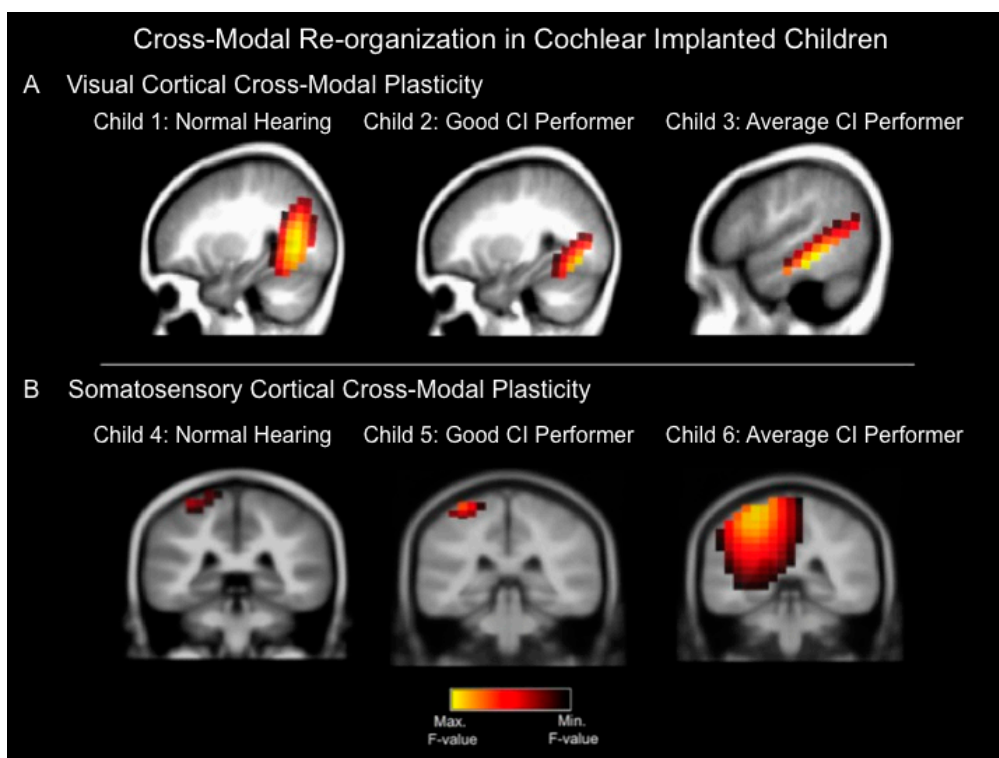 Cross-Modal Re-organization in Cochlear Implanted Children
A Visual Cortical Cross-Modal Plasticity
Child 1: Normal Hearing Child 2: Good CI Performer Child 3: Average CI Performer
B Somatosensory Cortical Cross-Modal Plasticity
Child 4: Normal Hearing Child 5: Good CI Performer Child 6: Average CI Performer
Max. Min.
F-value F-value